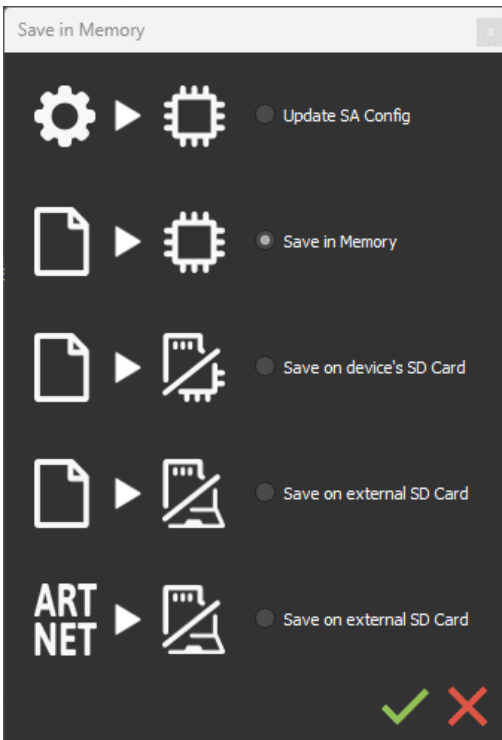 Save in Memory
x
Update SA Config
Save in Memory
Save on device's SD Card
Save on external SD Card
ART
NET
Save on external SD Card